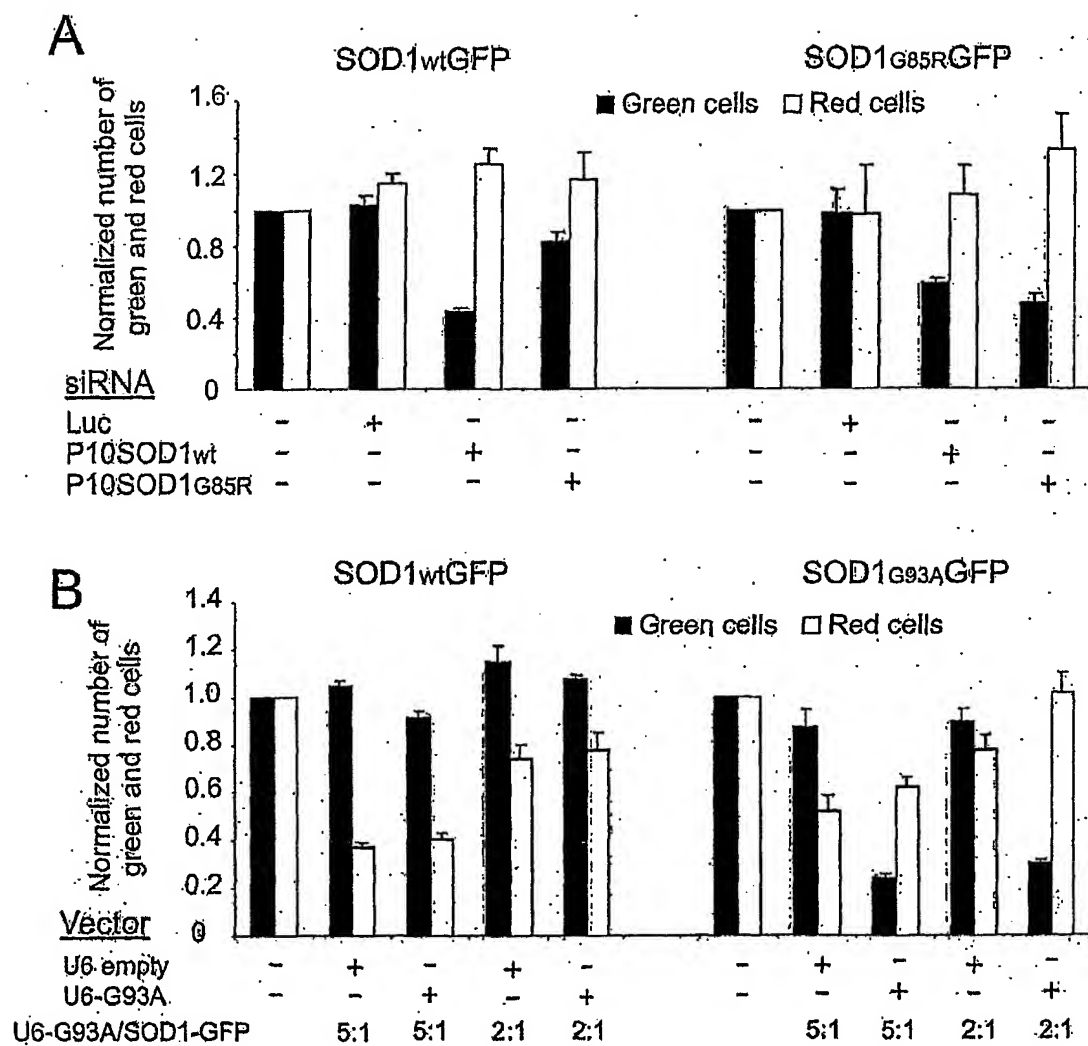 A
SOD1wtGFP SOD1G85RGFP
Normalized number of
green and red cells
Green cells Red cells
1.6
1.2
0.8
0.4
0
siRNA
Luc - + - - - + - -
P10SOD1wt - - + - - - + -
P10SOD1G85R - - - + - - - +
B
SOD1wtGFP SOD1G93AGFP
Normalized number of
green and red cells
Green cells Red cells
1.4
1.2
1.0
0.8
0.6
0.4
0.2
0
Vector
U6 empty - + - + - - + - + -
U6-G93A - - + - + - - + - +
U6-G93A/SOD1-GFP 5:1 5:1 2:1 2:1 5:1 5:1 2:1 2:1